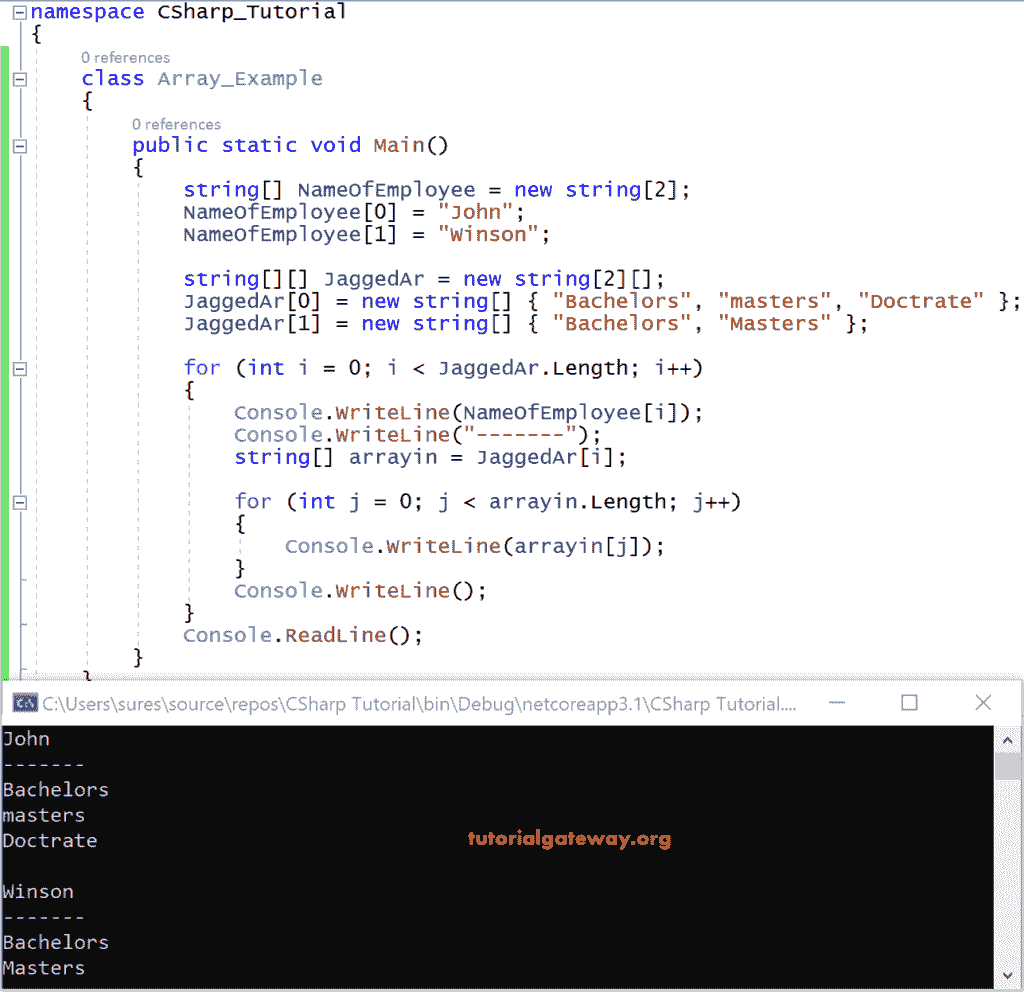 namespace CSharp_Tutorial
{
0 references
class Array_Example
{
0 references
public static void Main()
{
string[] NameOfEmployee = new string[2];
NameOfEmployee[0] = "John";
NameOfEmployee[1] = "Winson";
string[][] JaggedAr = new string[2][];
JaggedAr[0] = new string[] { "Bachelors", "masters", "Doctrate" };
JaggedAr[1] = new string[] { "Bachelors", "Masters" };
for (int i = 0; i < JaggedAr.Length; i++)
{
Console.WriteLine(NameOfEmployee[i]);
Console.WriteLine("-------");
string[] arrayin = JaggedAr[i];
for (int j = 0; j < arrayin.Length; j++)
{
Console.WriteLine(arrayin[j]);
}
Console.WriteLine();
}
Console.ReadLine();
}
}
C:\Users\sures\source\repos\CSharp Tutorial\bin\Debug\netcoreapp3.1\CSharp Tutorial....
John
-------
Bachelors
masters
Doctrate
tutorialgateway.org
Winson
-------
Bachelors
Masters